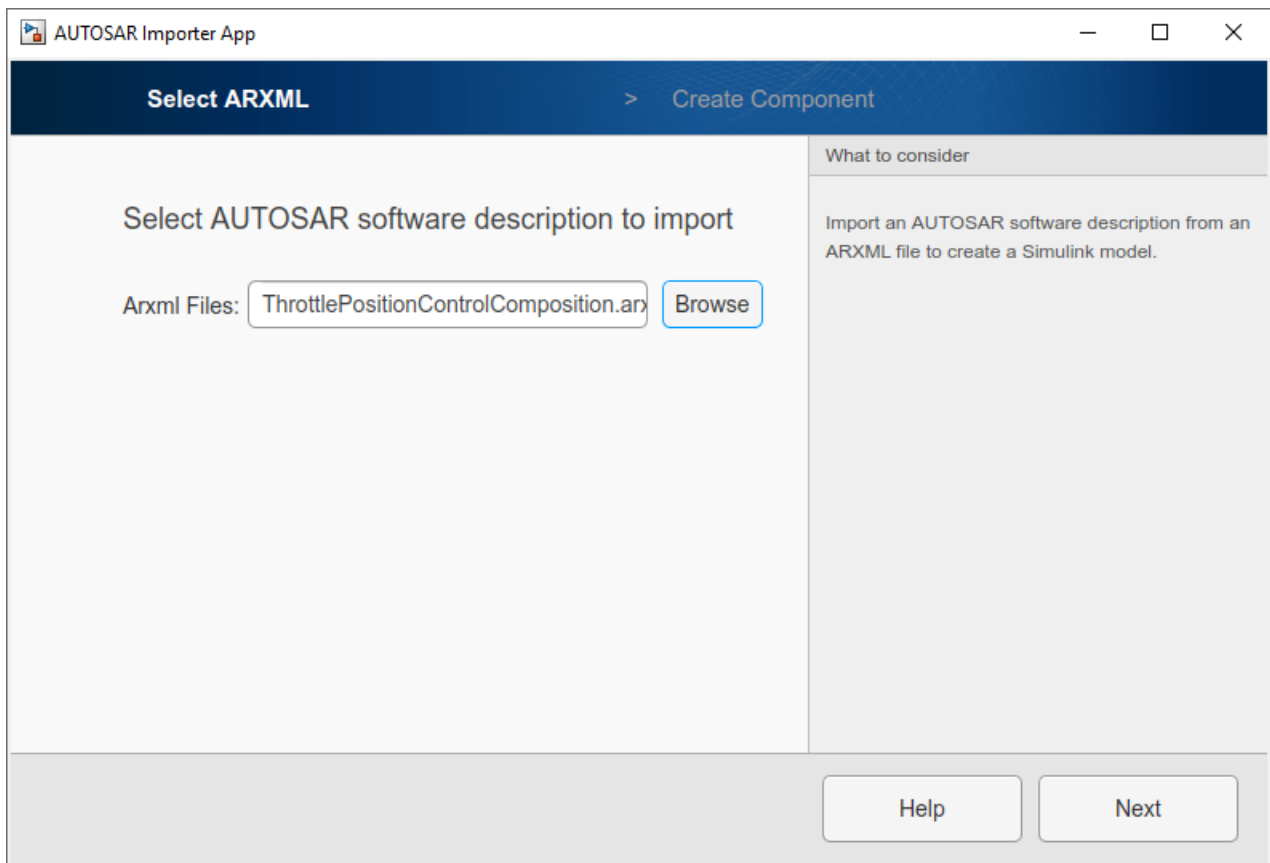 AUTOSAR Importer App
Select ARXML > Create Component
What to consider
Select AUTOSAR software description to import
Import an AUTOSAR software description from an
ARXML file to create a Simulink model.
Arxml Files: ThrottlePositionControlComposition.arx Browse
Help Next